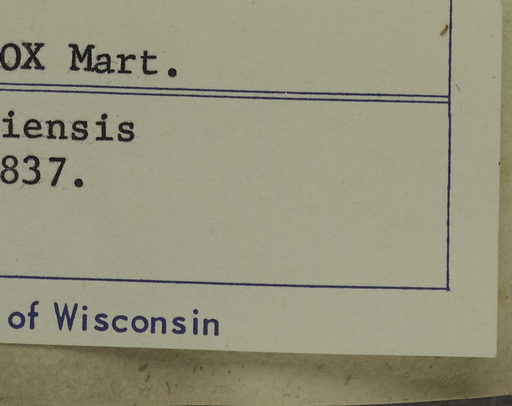 OX Mart.
iensis
837.
of Wisconsin